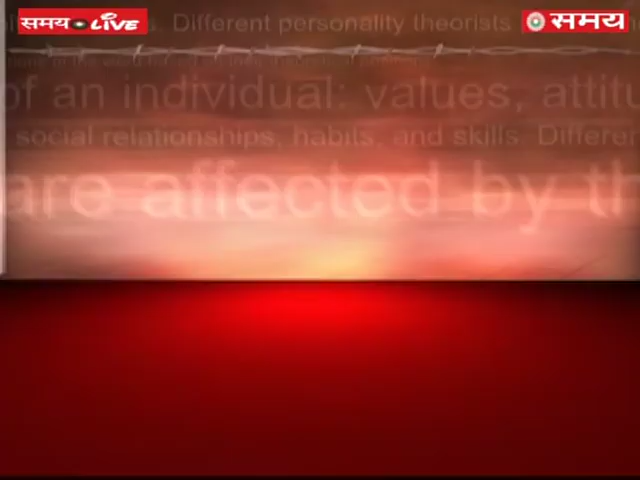 समय LIVE
. Different personality theorists
समय
of an individual: values, attitu
social relationships, habits, and skills. Differen
are affected by th